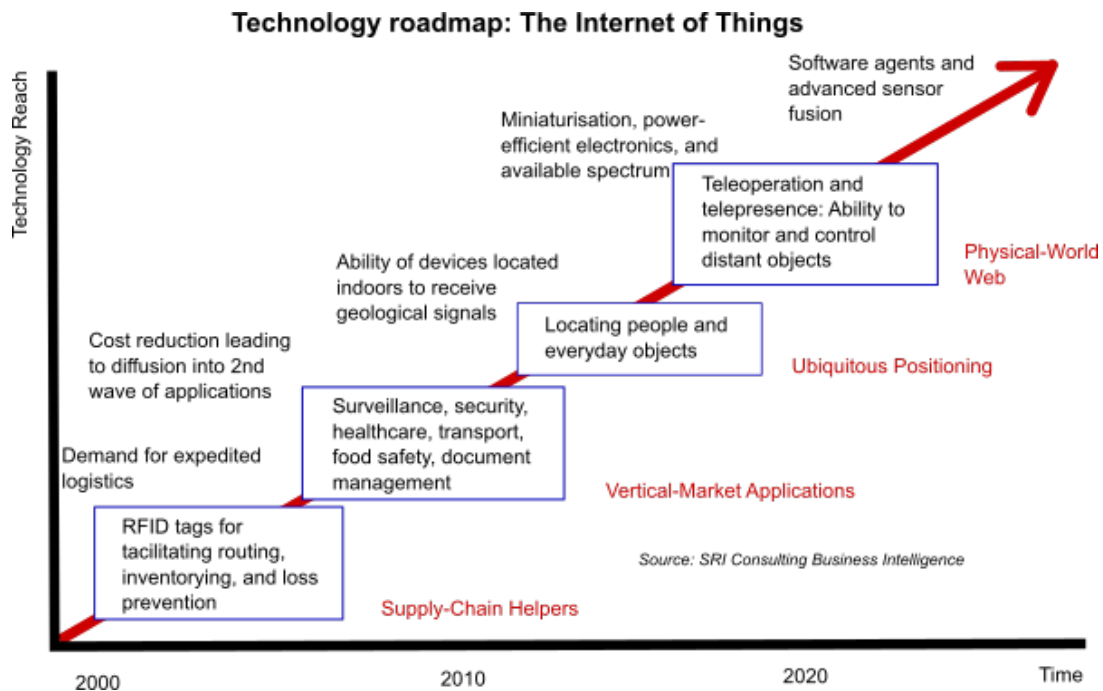 Technology roadmap: The Internet of Things
Technology Reach
Software agents and
advanced sensor
fusion
Miniaturisation, power-
efficient electronics, and
available spectrum
Teleoperation and
telepresence: Ability to
monitor and control
distant objects
Physical-World
Web
Ability of devices located
indoors to receive
geological signals
Locating people and
everyday objects
Ubiquitous Positioning
Cost reduction leading
to diffusion into 2nd
wave of applications
Surveillance, security,
healthcare, transport,
food safety, document
management
Vertical-Market Applications
Demand for expedited
logistics
RFID tags for
tacilitating routing,
inventorying, and loss
prevention
Supply-Chain Helpers
Source: SRI Consulting Business Intelligence
2000
2010
2020
Time